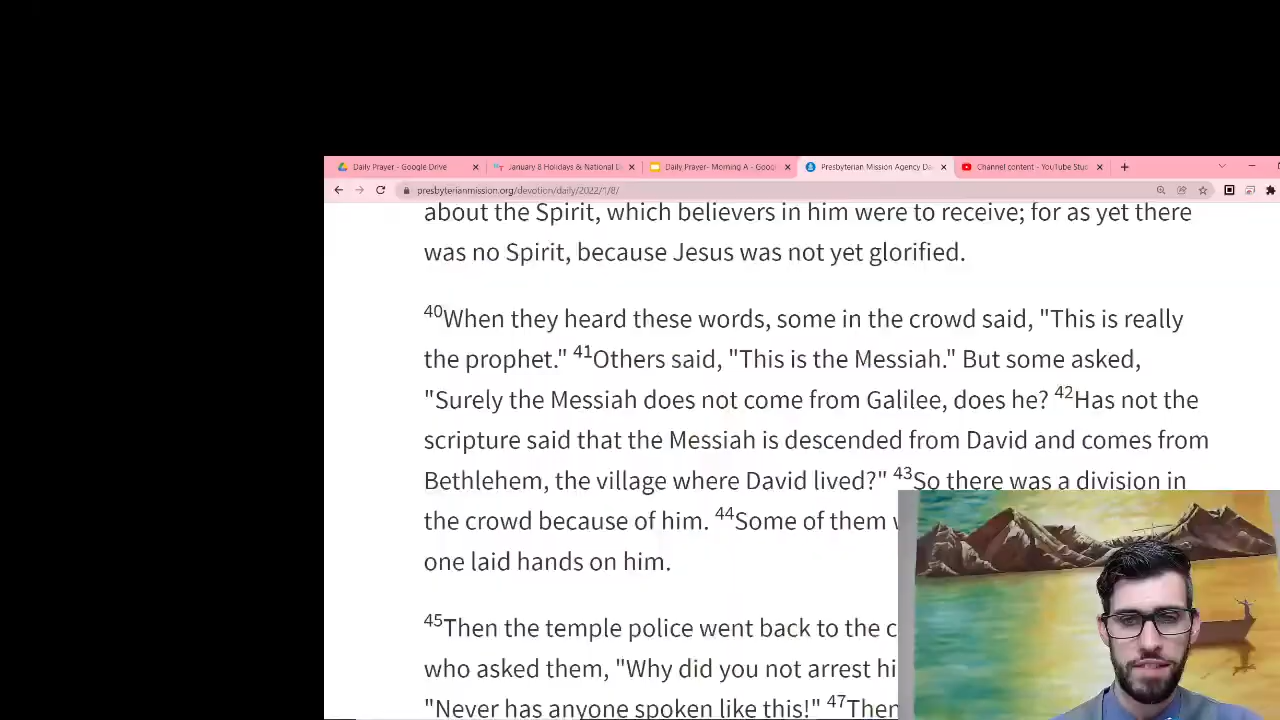 Daily Prayer - Google Drive
January 8 Holidays & National D
Daily Prayer- Morning A - Goog
Presbyterian Mission Agency Da
Channel content - YouTube Stud
presbyterianmission.org/devotion/daily/2022/1/8/
about the Spirit, which believers in him were to receive; for as yet there
was no Spirit, because Jesus was not yet glorified.
40When they heard these words, some in the crowd said, "This is really
the prophet." 41Others said, "This is the Messiah." But some asked,
"Surely the Messiah does not come from Galilee, does he? 42Has not the
scripture said that the Messiah is descended from David and comes from
Bethlehem, the village where David lived?" 43So there was a division in
the crowd because of him. 44Some of them
one laid hands on him.
45Then the temple police went back to the c
who asked them, "Why did you not arrest hi
"Never has anyone spoken like this!" 47Then